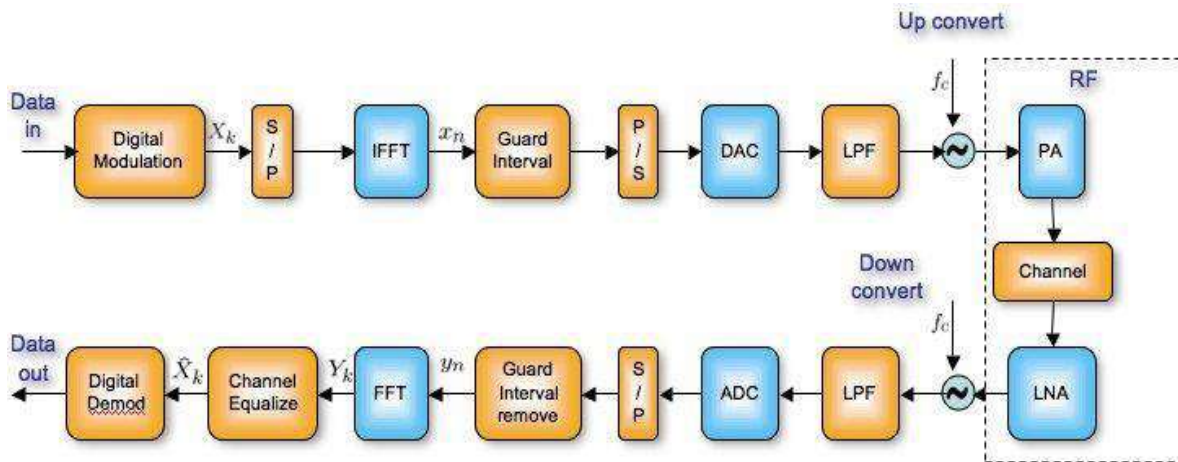 Up convert
RF
f_c
Data
in
Digital
Modulation
X_k
S
/
P
IFFT
x_n
Guard
Interval
P
/
S
DAC
LPF
PA
Channel
Down
convert
f_c
Data
out
Digital
Demod
X̂_k
Channel
Equalize
Y_k
FFT
y_n
Guard
Interval
remove
S
/
P
ADC
LPF
LNA